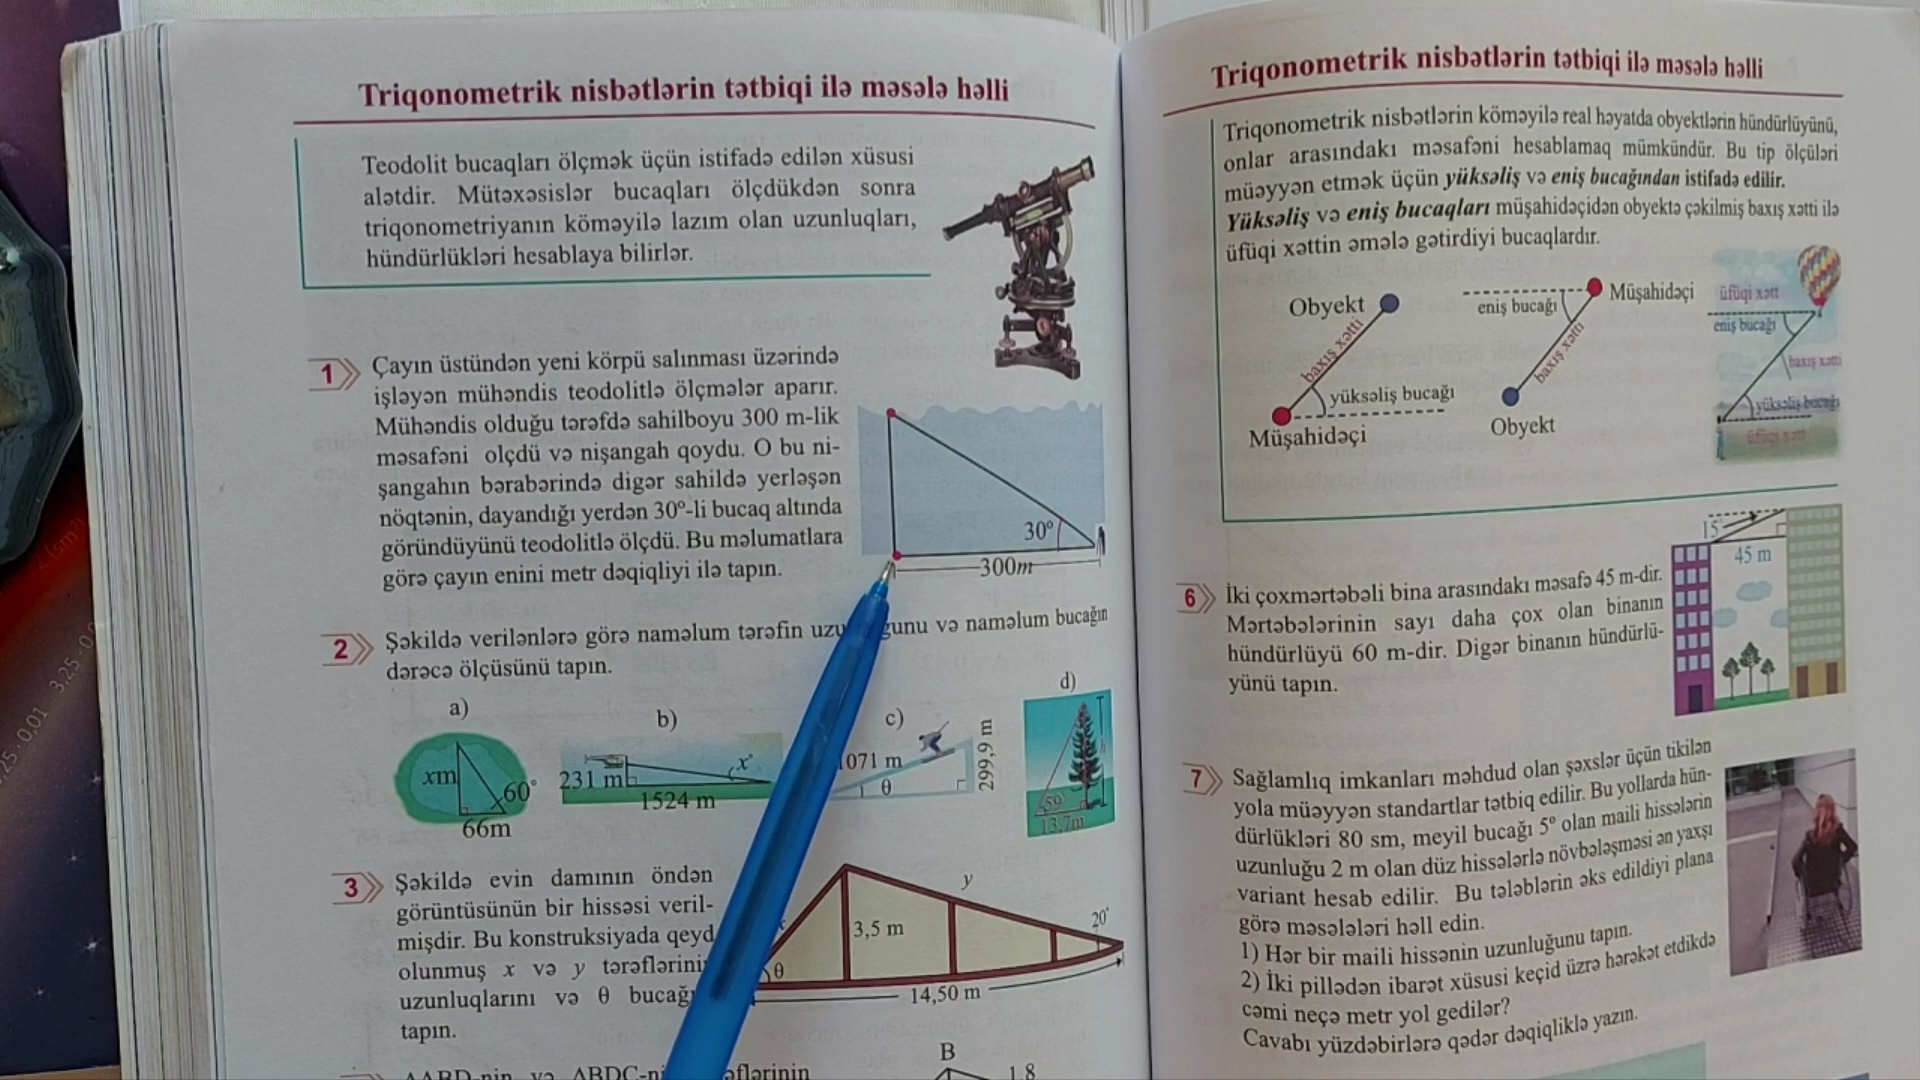 Triqonometrik nisbətlərin tətbiqi ilə məsələ həlli
Teodolit bucaqları ölçmək üçün istifadə edilən xüsusi
alətdir. Mütəxəsislər bucaqları ölçdükdən sonra
triqonometriyanın köməyilə lazım olan uzunluqları,
hündürlükləri hesablaya bilirlər.
1
Çayın üstündən yeni körpü salınması üzərində
işləyən mühəndis teodolitlə ölçmələr aparır.
Mühəndis olduğu tərəfdə sahilboyu 300 m-lik
məsafəni olçdü və nişangah qoydu. O bu ni-
şangahın bərabərində digər sahildə yerləşən
nöqtənin, dayandığı yerdən 30º-li bucaq altında
göründüyünü teodolitlə ölçdü. Bu məlumatlara
görə çayın enini metr dəqiqliyi ilə tapın.
30º
300m
2
Şəkildə verilənlərə görə naməlum tərəfin uzu gunu və naməlum bucağın
dərəcə ölçüsünü tapın.
a)
b)
c)
d)
xm
60°
66m
231 m
x°
1524 m
1071 m
θ
299,9 m
h
59°
13,7m
3
Şəkildə evin damının öndən
görüntüsünün bir hissəsi veril-
mişdir. Bu konstruksiyada qeyd
olunmuş x və y tərəflərini
uzunluqlarını və θ bucağı
tapın.
θ
3,5 m
y
20°
14,50 m
B
1,8
Triqonometrik nisbətlərin tətbiqi ilə məsələ həlli
Triqonometrik nisbətlərin köməyilə real həyatda obyektlərin hündürlüyünü,
onlar arasındakı məsafəni hesablamaq mümkündür. Bu tip ölçüləri
müəyyən etmək üçün yüksəliş və eniş bucağından istifadə edilir.
Yüksəliş və eniş bucaqları müşahidəçidən obyektə çəkilmiş baxış xətti ilə
üfüqi xəttin əmələ gətirdiyi bucaqlardır.
Obyekt
baxış xətti
yüksəliş bucağı
Müşahidəçi
eniş bucağı
Müşahidəçi
baxış xətti
Obyekt
üfüqi xətt
eniş bucağı
baxış xətti
yüksəliş bucağı
üfüqi xətt
15°
45 m
6
İki çoxmərtəbəli bina arasındakı məsafə 45 m-dir.
Mərtəbələrinin sayı daha çox olan binanın
hündürlüyü 60 m-dir. Digər binanın hündürlü-
yünü tapın.
7
Sağlamlıq imkanları məhdud olan şəxslər üçün tikilən
yola müəyyən standartlar tətbiq edilir. Bu yollarda hün-
dürlükləri 80 sm, meyil bucağı 5º olan maili hissələrin
uzunluğu 2 m olan düz hissələrlə növbələşməsi ən yaxşı
variant hesab edilir. Bu tələblərin əks edildiyi plana
görə məsələləri həll edin.
1) Hər bir maili hissənin uzunluğunu tapın.
2) İki pillədən ibarət xüsusi keçid üzrə hərəkət etdikdə
cəmi neçə metr yol gedilər?
Cavabı yüzdəbirlərə qədər dəqiqliklə yazın.